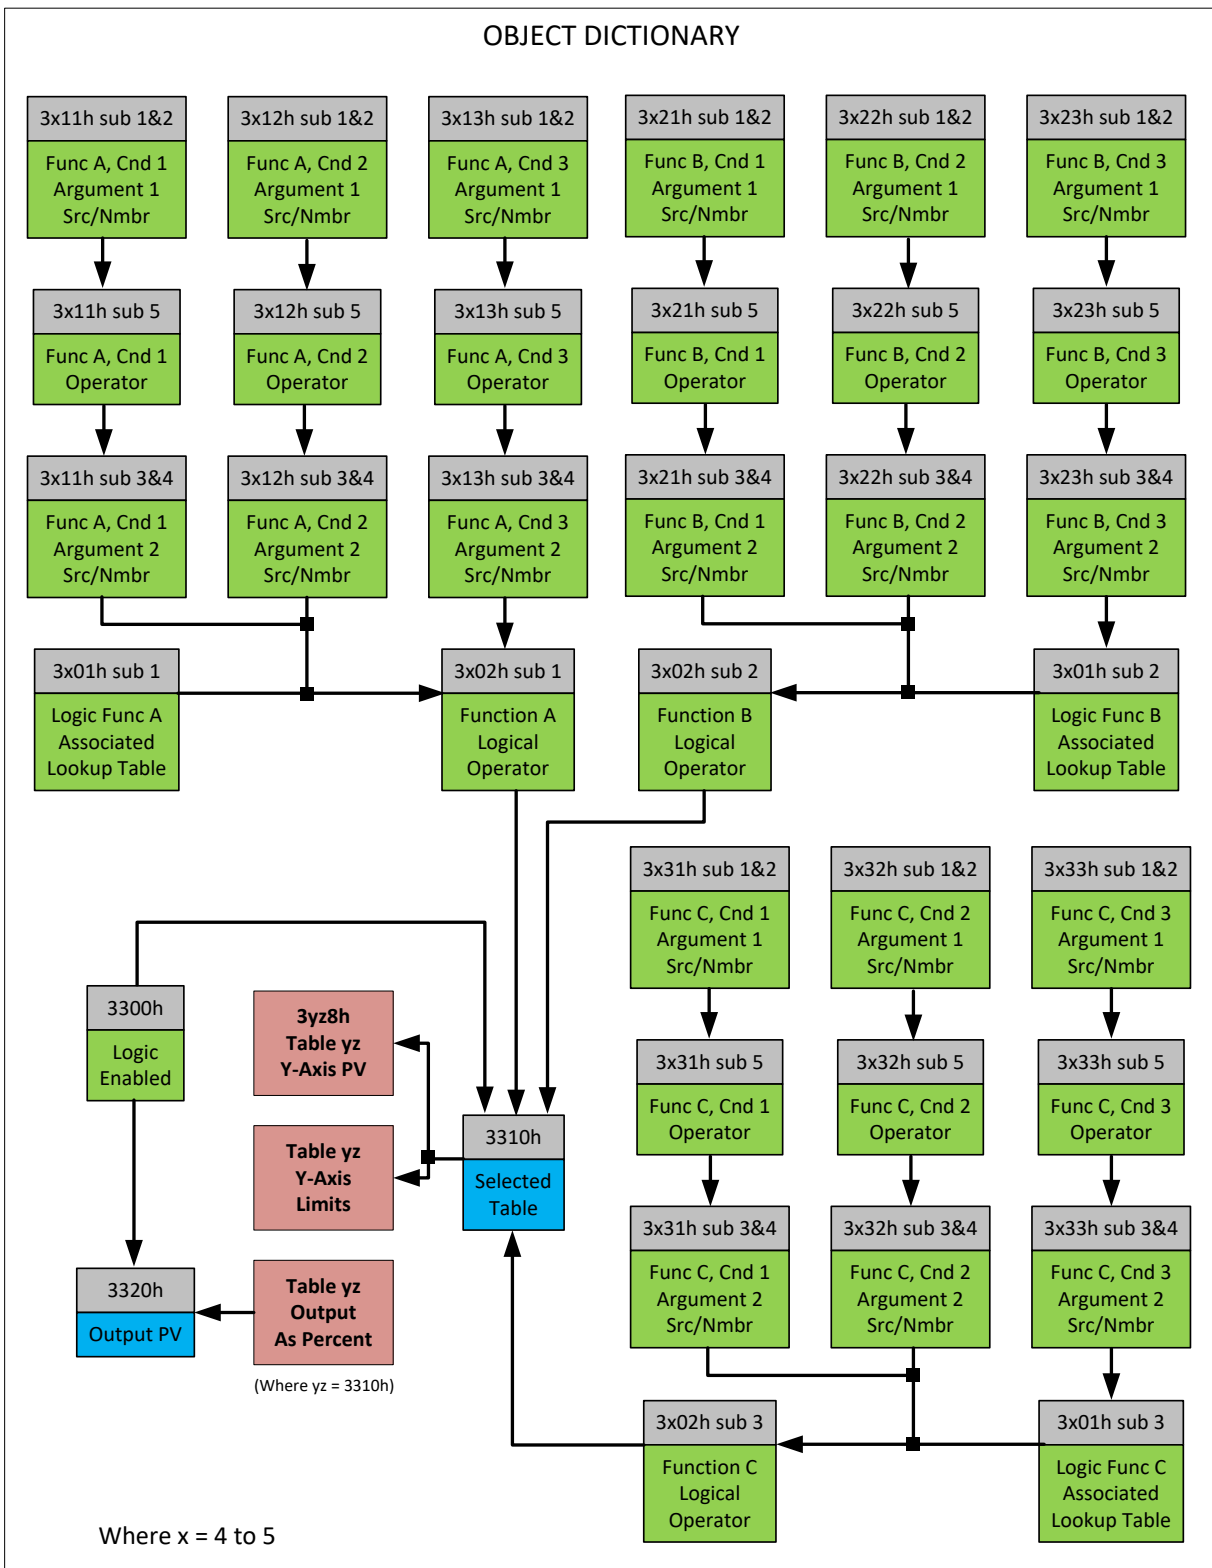 OBJECT DICTIONARY
3x11h sub 1&2
Func A, Cnd 1
Argument 1
Src/Nmbr
3x12h sub 1&2
Func A, Cnd 2
Argument 1
Src/Nmbr
3x13h sub 1&2
Func A, Cnd 3
Argument 1
Src/Nmbr
3x21h sub 1&2
Func B, Cnd 1
Argument 1
Src/Nmbr
3x22h sub 1&2
Func B, Cnd 2
Argument 1
Src/Nmbr
3x23h sub 1&2
Func B, Cnd 3
Argument 1
Src/Nmbr
3x11h sub 5
Func A, Cnd 1
Operator
3x12h sub 5
Func A, Cnd 2
Operator
3x13h sub 5
Func A, Cnd 3
Operator
3x21h sub 5
Func B, Cnd 1
Operator
3x22h sub 5
Func B, Cnd 2
Operator
3x23h sub 5
Func B, Cnd 3
Operator
3x11h sub 3&4
Func A, Cnd 1
Argument 2
Src/Nmbr
3x12h sub 3&4
Func A, Cnd 2
Argument 2
Src/Nmbr
3x13h sub 3&4
Func A, Cnd 3
Argument 2
Src/Nmbr
3x21h sub 3&4
Func B, Cnd 1
Argument 2
Src/Nmbr
3x22h sub 3&4
Func B, Cnd 2
Argument 2
Src/Nmbr
3x23h sub 3&4
Func B, Cnd 3
Argument 2
Src/Nmbr
3x01h sub 1
Logic Func A
Associated
Lookup Table
3x02h sub 1
Function A
Logical
Operator
3x02h sub 2
Function B
Logical
Operator
3x01h sub 2
Logic Func B
Associated
Lookup Table
3x31h sub 1&2
Func C, Cnd 1
Argument 1
Src/Nmbr
3x32h sub 1&2
Func C, Cnd 2
Argument 1
Src/Nmbr
3x33h sub 1&2
Func C, Cnd 3
Argument 1
Src/Nmbr
3300h
Logic
Enabled
3yz8h
Table yz
Y-Axis PV
3x31h sub 5
Func C, Cnd 1
Operator
3x32h sub 5
Func C, Cnd 2
Operator
3x33h sub 5
Func C, Cnd 3
Operator
Table yz
Y-Axis
Limits
3310h
Selected
Table
3x31h sub 3&4
Func C, Cnd 1
Argument 2
Src/Nmbr
3x32h sub 3&4
Func C, Cnd 2
Argument 2
Src/Nmbr
3x33h sub 3&4
Func C, Cnd 3
Argument 2
Src/Nmbr
3320h
Output PV
Table yz
Output
As Percent
(Where yz = 3310h)
3x02h sub 3
Function C
Logical
Operator
3x01h sub 3
Logic Func C
Associated
Lookup Table
Where x = 4 to 5